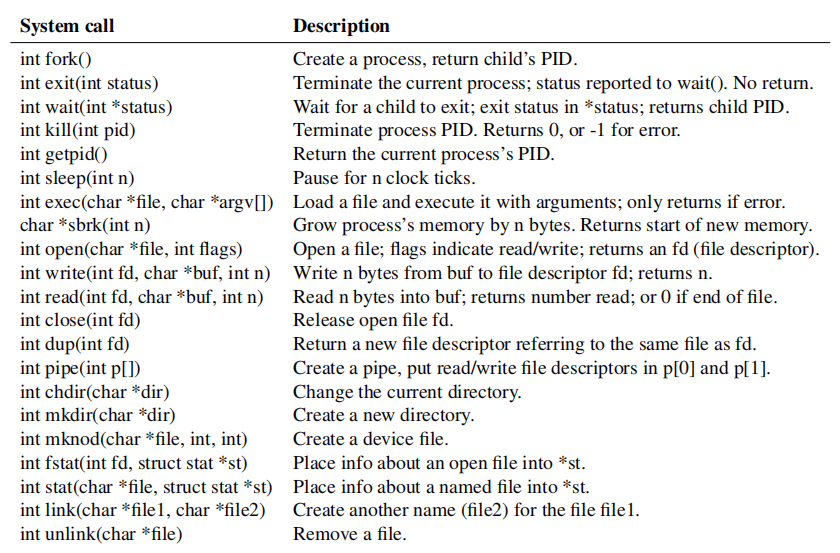 System call Description
int fork() Create a process, return child’s PID.
int exit(int status) Terminate the current process; status reported to wait(). No return.
int wait(int *status) Wait for a child to exit; exit status in *status; returns child PID.
int kill(int pid) Terminate process PID. Returns 0, or -1 for error.
int getpid() Return the current process’s PID.
int sleep(int n) Pause for n clock ticks.
int exec(char *file, char *argv[]) Load a file and execute it with arguments; only returns if error.
char *sbrk(int n) Grow process’s memory by n bytes. Returns start of new memory.
int open(char *file, int flags) Open a file; flags indicate read/write; returns an fd (file descriptor).
int write(int fd, char *buf, int n) Write n bytes from buf to file descriptor fd; returns n.
int read(int fd, char *buf, int n) Read n bytes into buf; returns number read; or 0 if end of file.
int close(int fd) Release open file fd.
int dup(int fd) Return a new file descriptor referring to the same file as fd.
int pipe(int p[]) Create a pipe, put read/write file descriptors in p[0] and p[1].
int chdir(char *dir) Change the current directory.
int mkdir(char *dir) Create a new directory.
int mknod(char *file, int, int) Create a device file.
int fstat(int fd, struct stat *st) Place info about an open file into *st.
int stat(char *file, struct stat *st) Place info about a named file into *st.
int link(char *file1, char *file2) Create another name (file2) for the file file1.
int unlink(char *file) Remove a file.